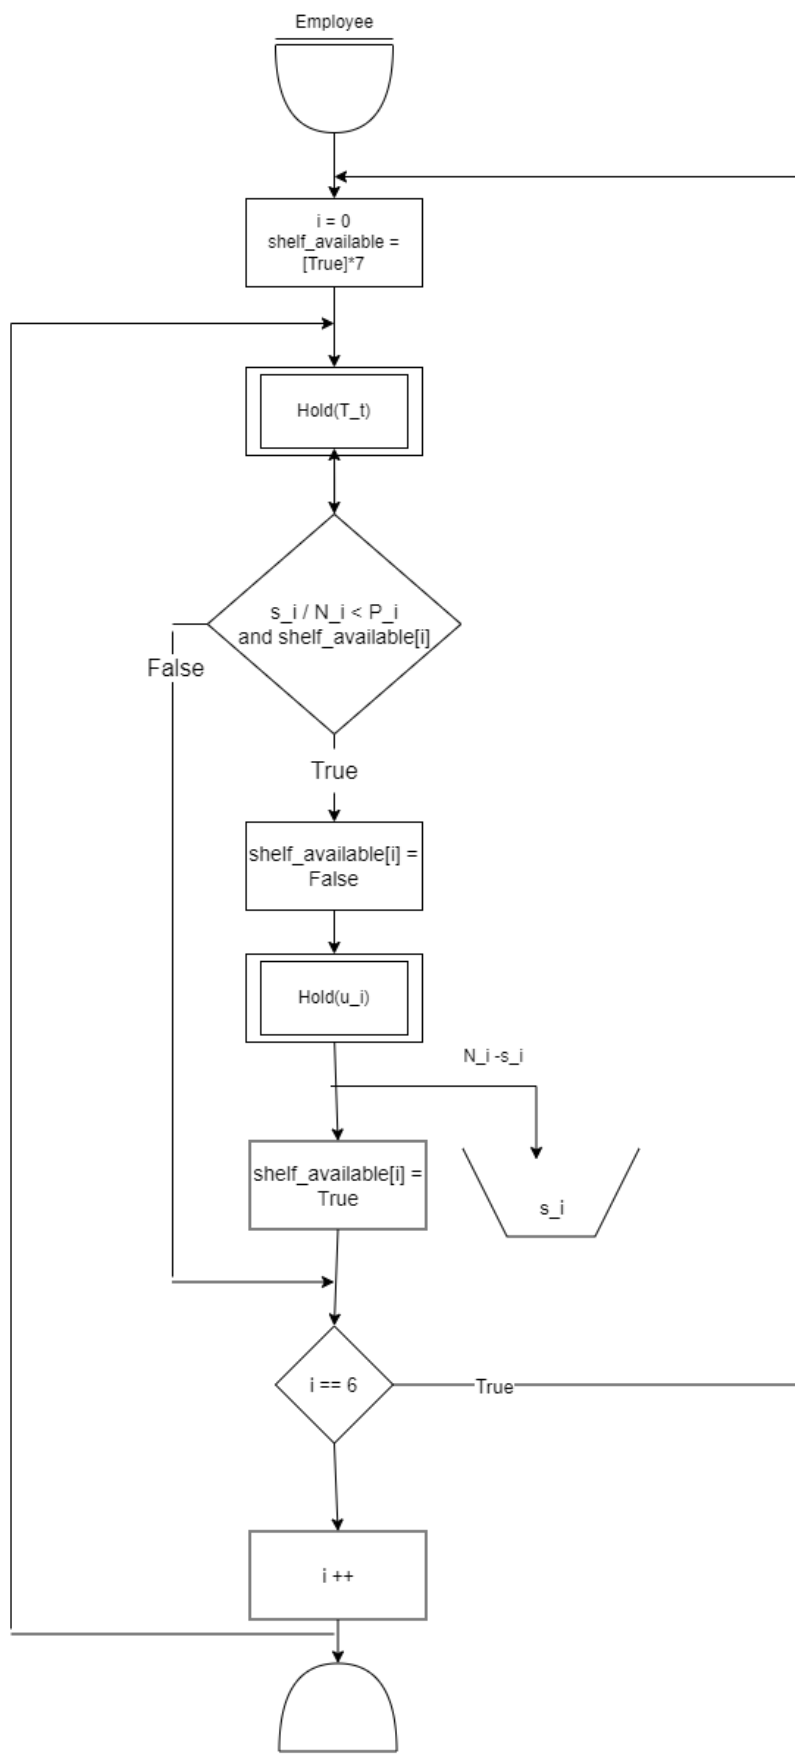 Employee
i = 0
shelf_available =
[True]*7
Hold(T_t)
s_i / N_i < P_i
and shelf_available[i]
False
True
shelf_available[i] =
False
Hold(u_i)
N_i -s_i
shelf_available[i] =
True
s_i
i == 6
True
i ++